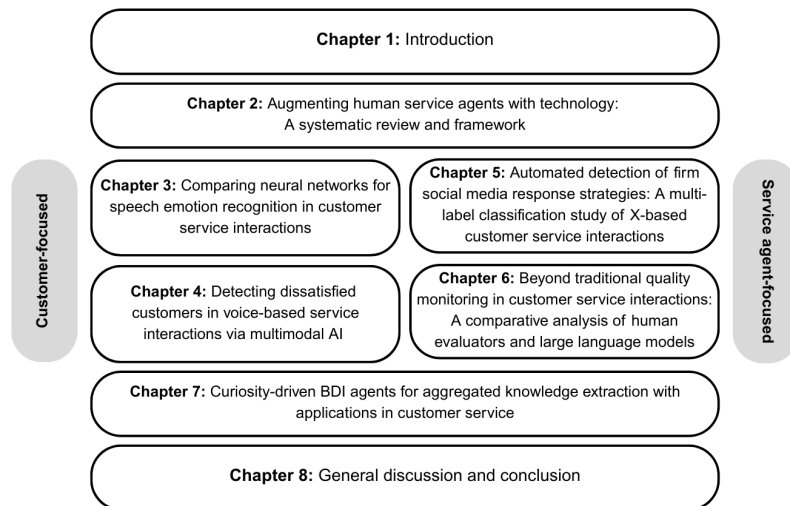 Chapter 1: Introduction
Chapter 2: Augmenting human service agents with technology:
A systematic review and framework
Customer-focused
Chapter 3: Comparing neural networks for
speech emotion recognition in customer
service interactions
Chapter 4: Detecting dissatisfied
customers in voice-based service
interactions via multimodal AI
Chapter 5: Automated detection of firm
social media response strategies: A multi-
label classification study of X-based
customer service interactions
Chapter 6: Beyond traditional quality
monitoring in customer service interactions:
A comparative analysis of human
evaluators and large language models
Service agent-focused
Chapter 7: Curiosity-driven BDI agents for aggregated knowledge extraction with
applications in customer service
Chapter 8: General discussion and conclusion